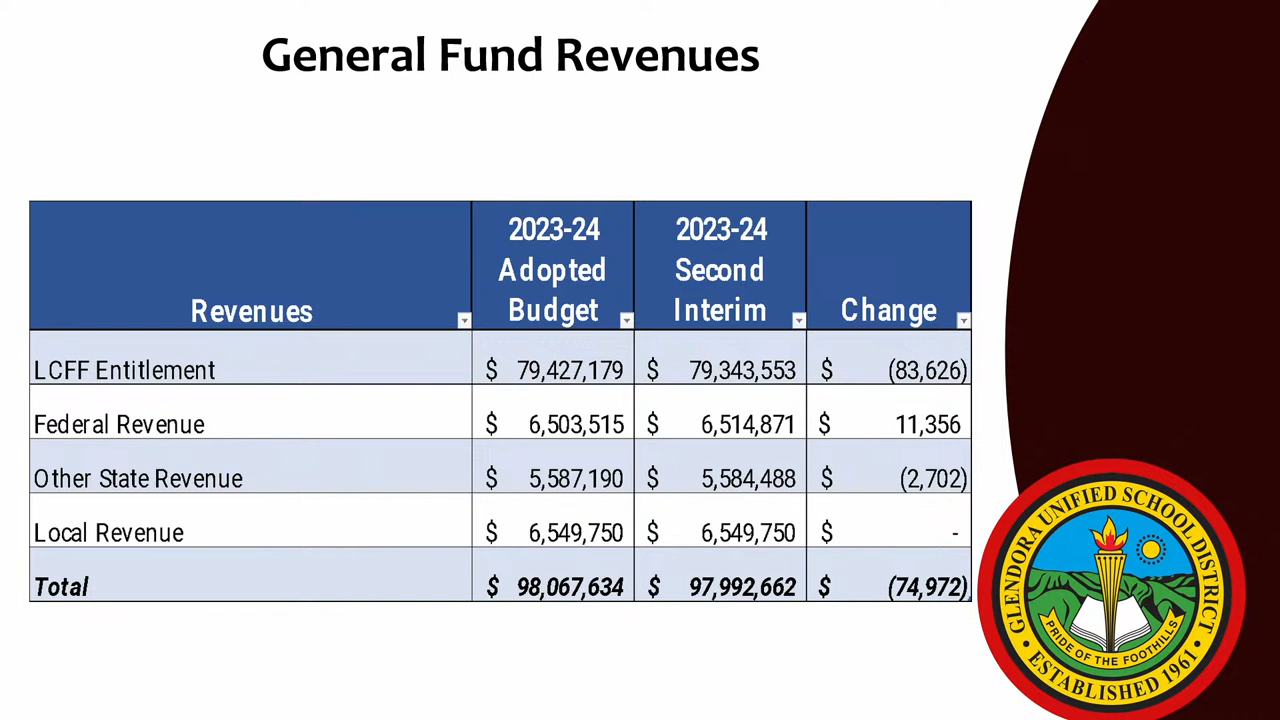 General Fund Revenues
Revenues
2023-24 Adopted Budget
2023-24 Second Interim
Change
LCFF Entitlement $ 79,427,179 $ 79,343,553 $ (83,626)
Federal Revenue $ 6,503,515 $ 6,514,871 $ 11,356
Other State Revenue $ 5,587,190 $ 5,584,488 $ (2,702)
Local Revenue $ 6,549,750 $ 6,549,750 $ -
Total $ 98,067,634 $ 97,992,662 $ (74,972)
GLENDORA UNIFIED SCHOOL DISTRICT
PRIDE OF THE FOOTHILLS
• ESTABLISHED 1961 •